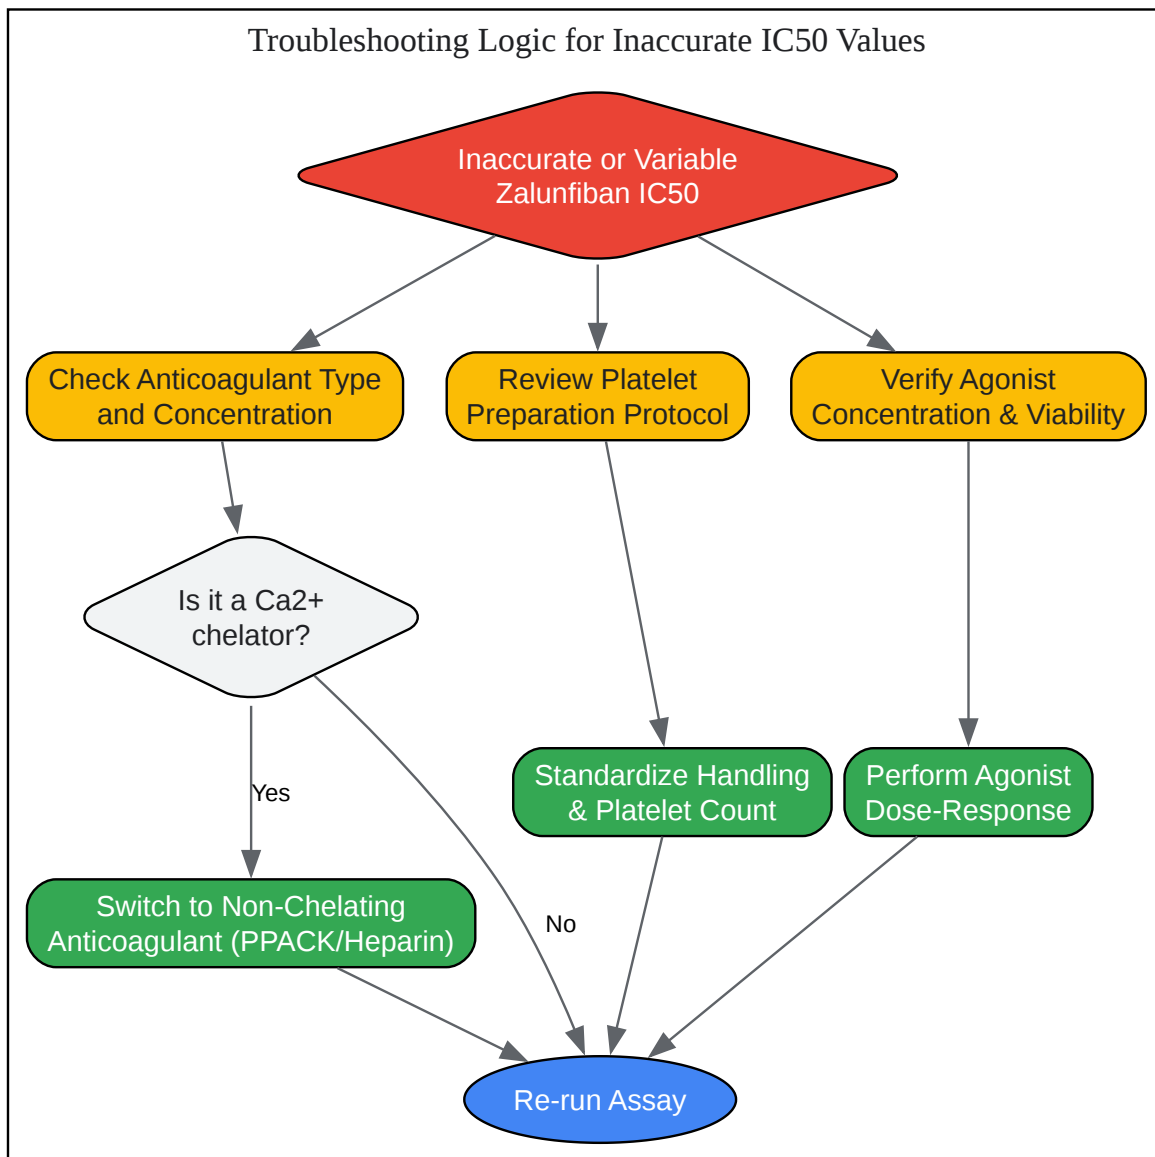 Troubleshooting Logic for Inaccurate IC50 Values
Inaccurate or Variable
Zalunfiban IC50
Check Anticoagulant Type
and Concentration
Review Platelet
Preparation Protocol
Verify Agonist
Concentration & Viability
Is it a Ca2+
chelator?
Yes
No
Standardize Handling
& Platelet Count
Perform Agonist
Dose-Response
Switch to Non-Chelating
Anticoagulant (PPACK/Heparin)
Re-run Assay